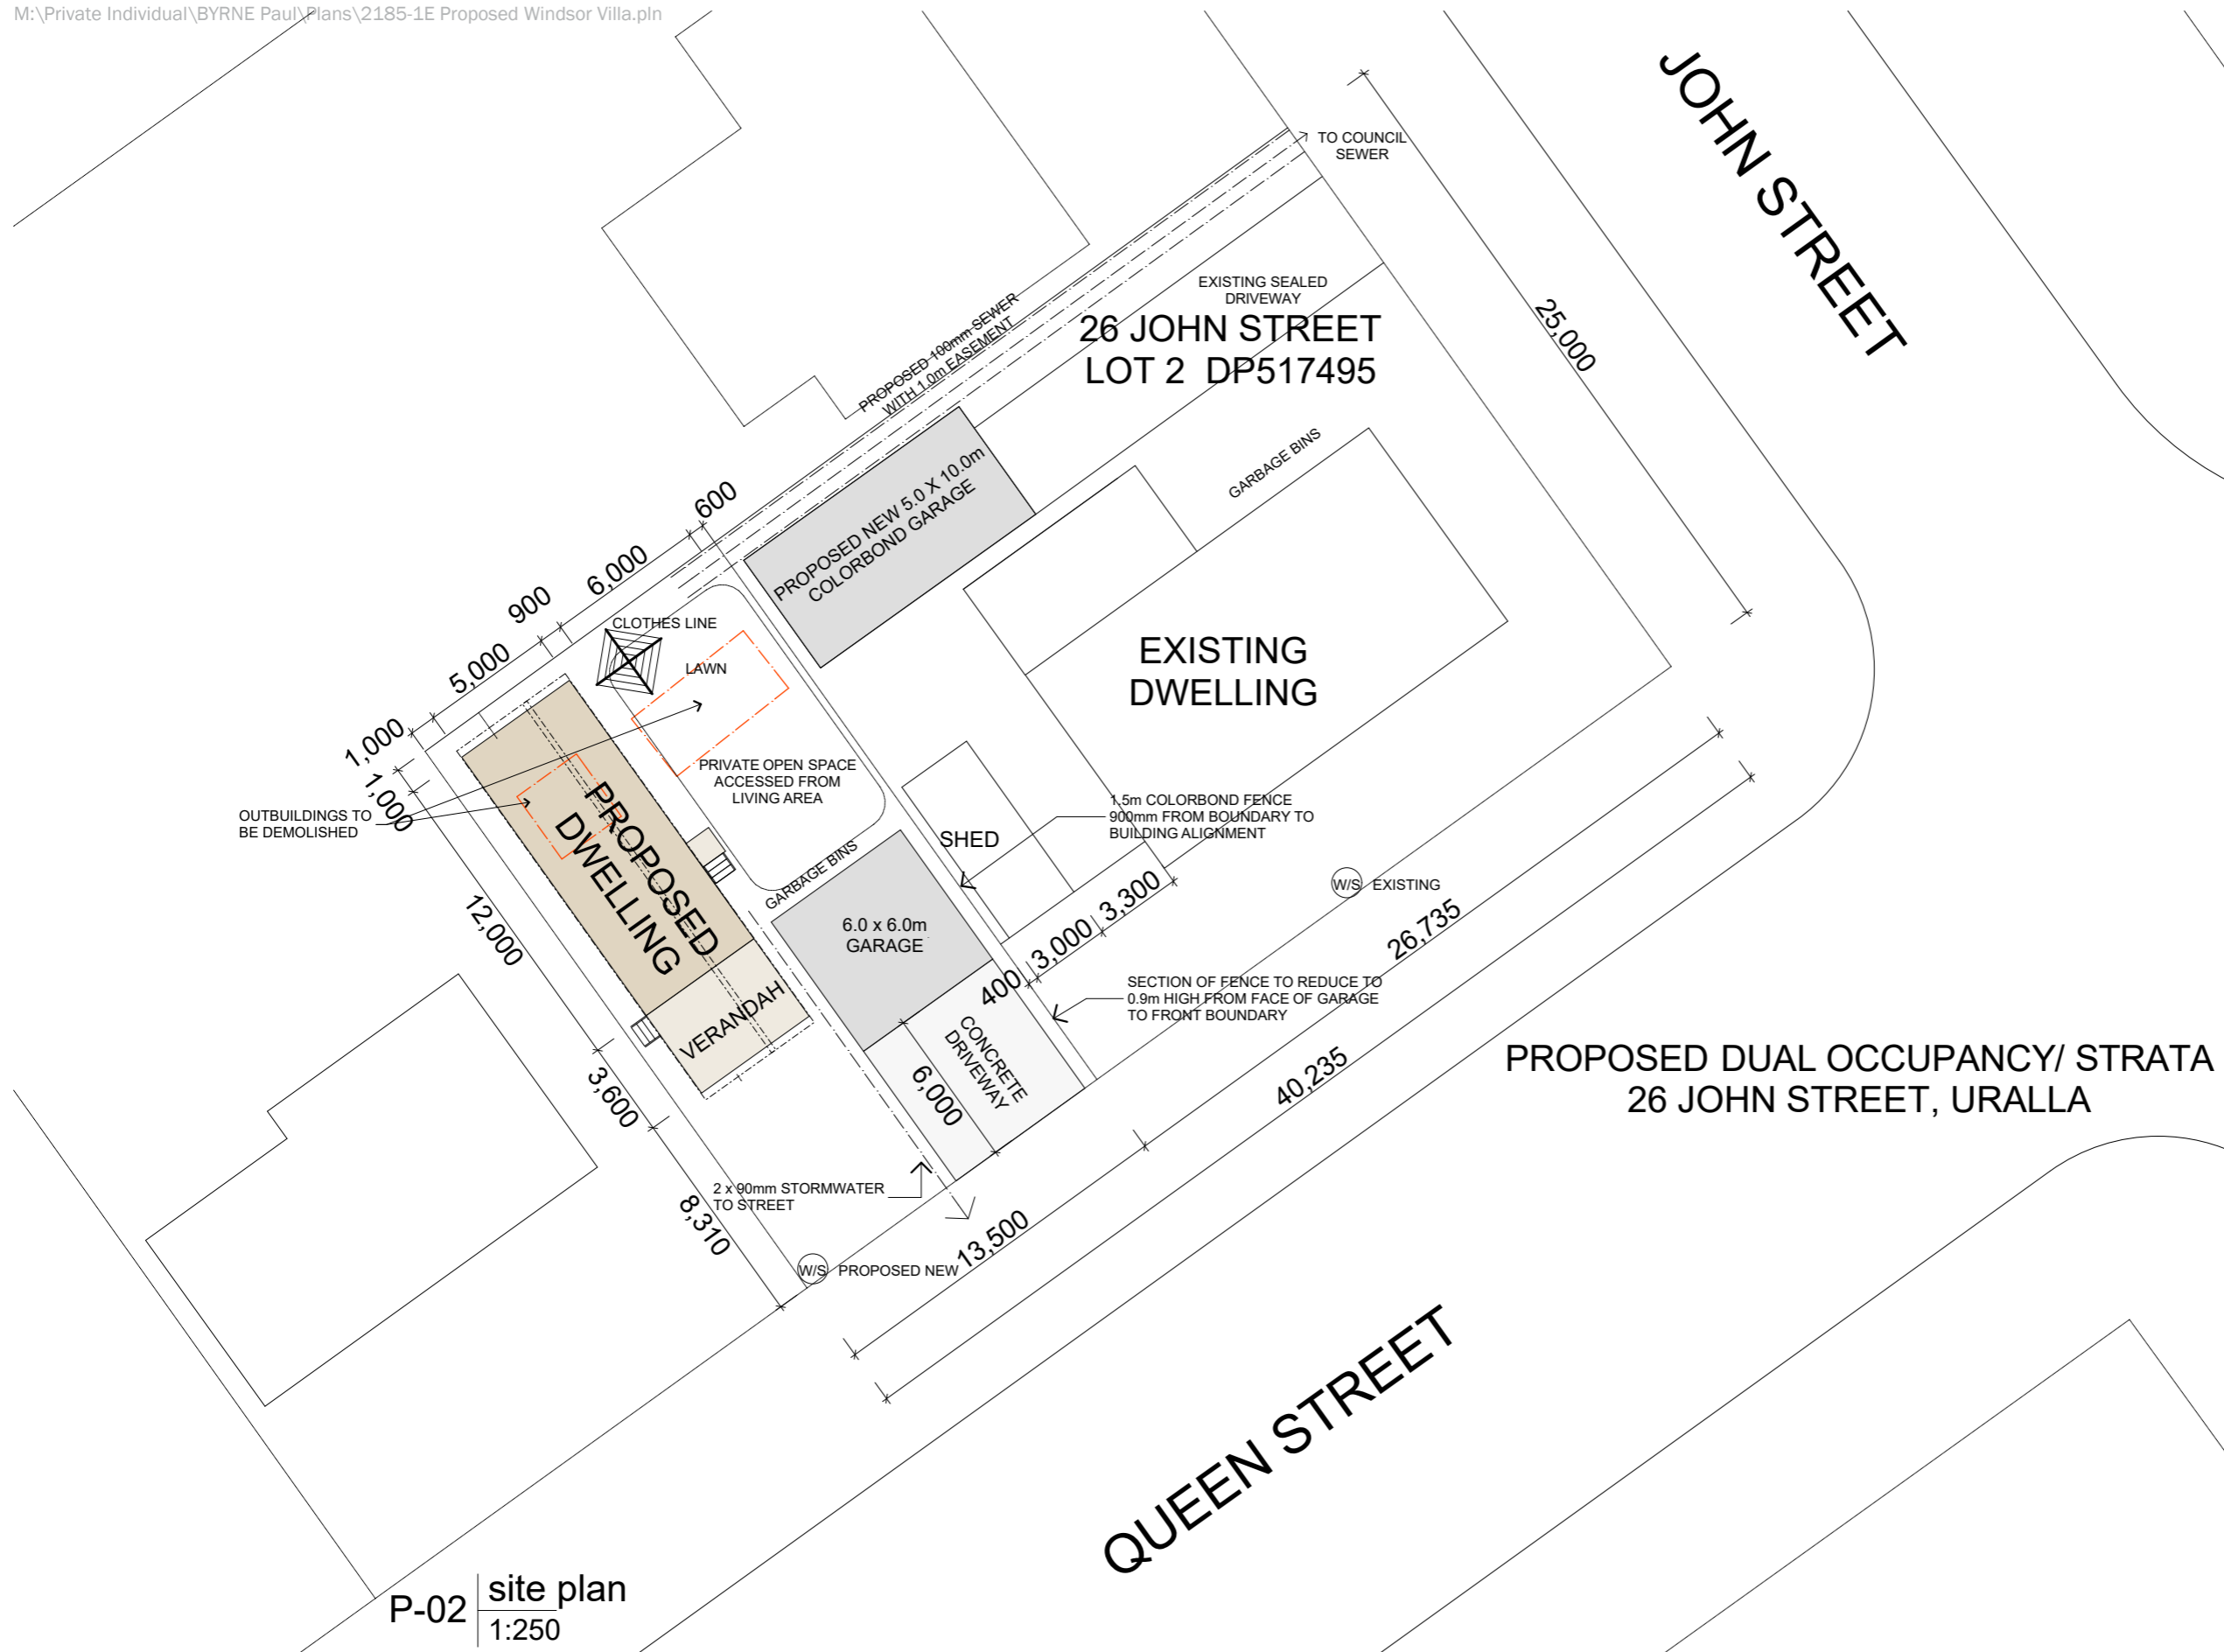 M:\Private Individual\BYRNE Paul\Plans\2185-1E Proposed Windsor Villa.pln
JOHN STREET
TO COUNCIL
SEWER
25,000
EXISTING SEALED
DRIVEWAY
26 JOHN STREET
LOT 2 DP517495
PROPOSED 100mm SEWER
WITH 1.0m EASEMENT
GARBAGE BINS
PROPOSED NEW 5.0 X 10.0m
COLORBOND GARAGE
600
6,000
900
5,000
1,000
1,000
CLOTHES LINE
LAWN
EXISTING
DWELLING
PRIVATE OPEN SPACE
ACCESSED FROM
LIVING AREA
OUTBUILDINGS TO
BE DEMOLISHED
PROPOSED
DWELLING
1.5m COLORBOND FENCE
900mm FROM BOUNDARY TO
BUILDING ALIGNMENT
SHED
GARBAGE BINS
6.0 x 6.0m
GARAGE
W/S EXISTING
3,300
3,000
400
26,735
12,000
SECTION OF FENCE TO REDUCE TO
0.9m HIGH FROM FACE OF GARAGE
TO FRONT BOUNDARY
VERANDAH
CONCRETE
DRIVEWAY
6,000
40,235
PROPOSED DUAL OCCUPANCY/ STRATA
26 JOHN STREET, URALLA
3,600
2 x 90mm STORMWATER
TO STREET
8,310
13,500
W/S PROPOSED NEW
QUEEN STREET
P-02
site plan
1:250